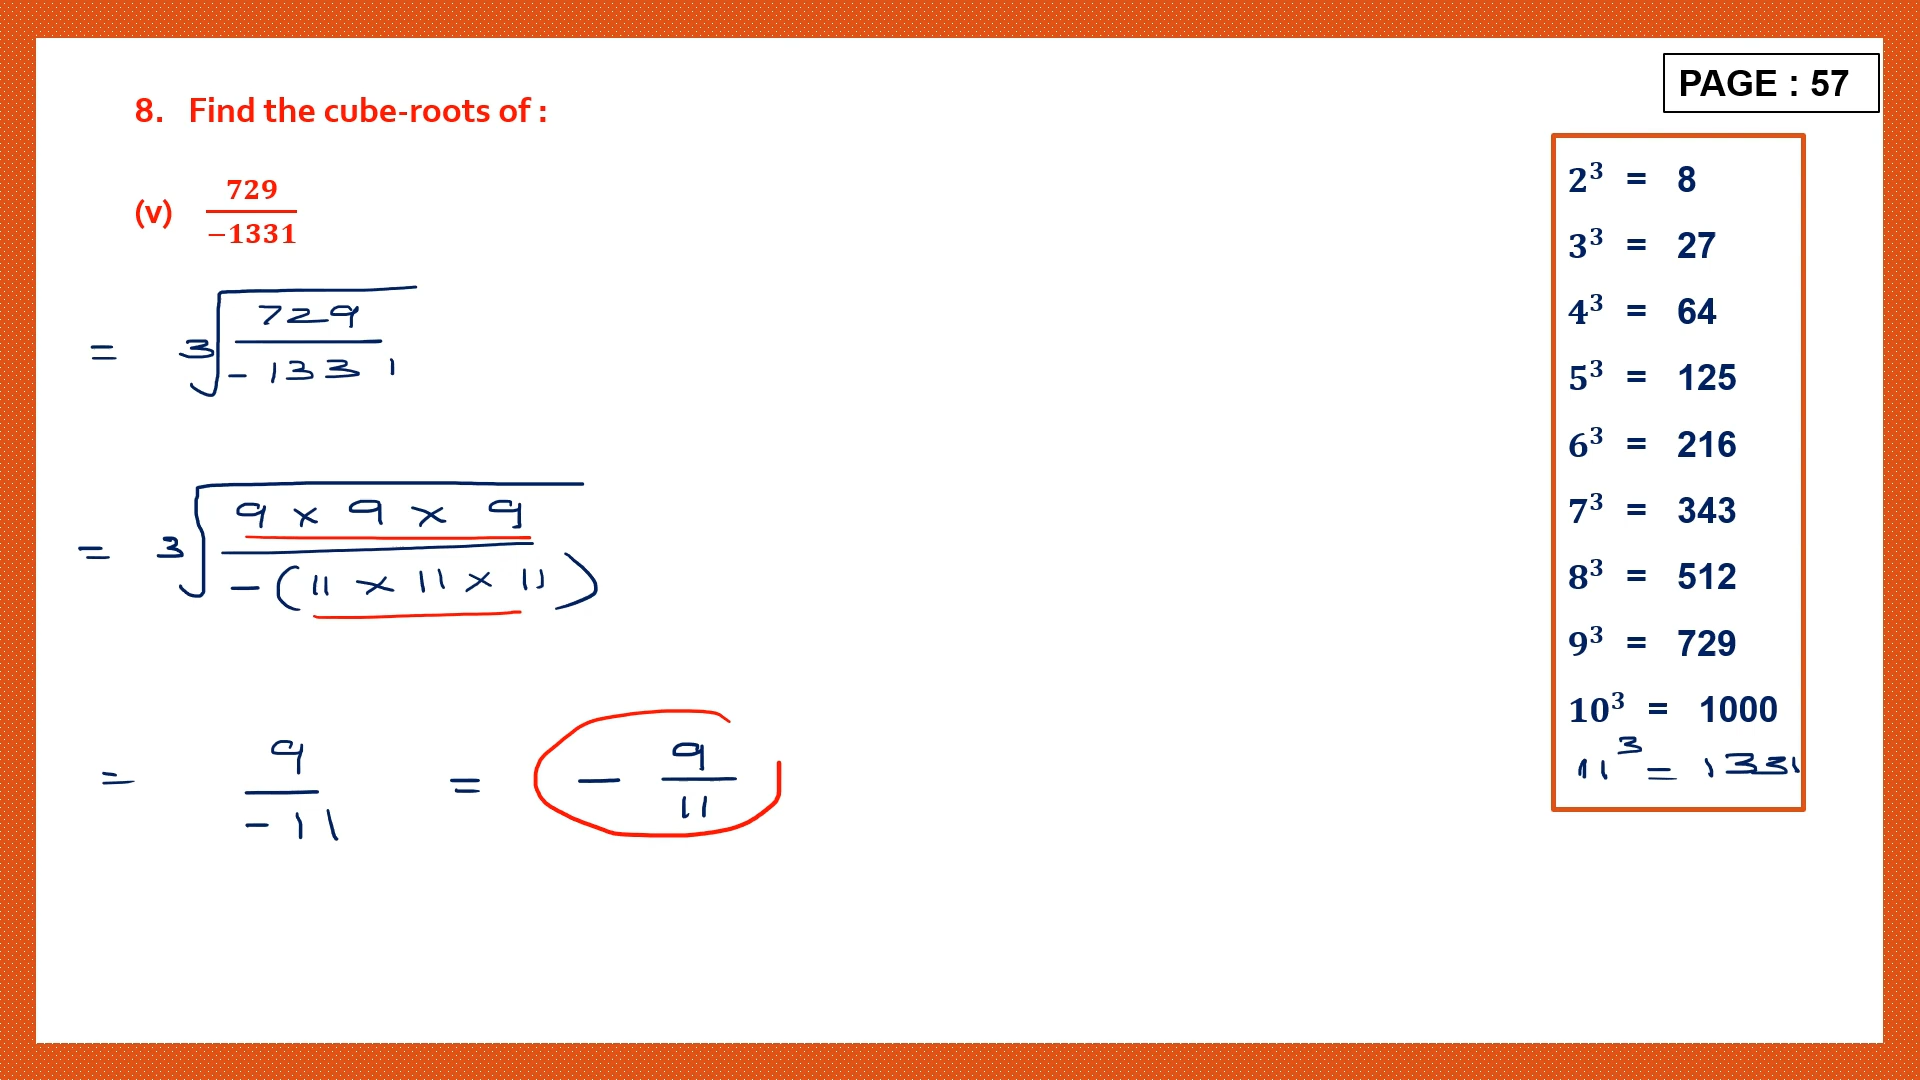 PAGE : 57
8. Find the cube-roots of :
(v) 729/−1331
= ³√(729/-1331)
= ³√(9 × 9 × 9/-(11 × 11 × 11))
= 9/-11 = - 9/11
2³ = 8
3³ = 27
4³ = 64
5³ = 125
6³ = 216
7³ = 343
8³ = 512
9³ = 729
10³ = 1000
11³ = 1331